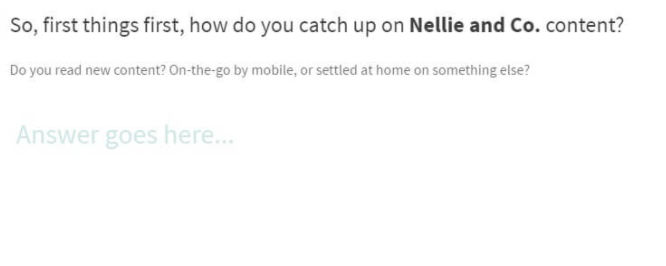 So, first things first, how do you catch up on Nellie and Co. content?
Do you read new content? On-the-go by mobile, or settled at home on something else?
Answer goes here...